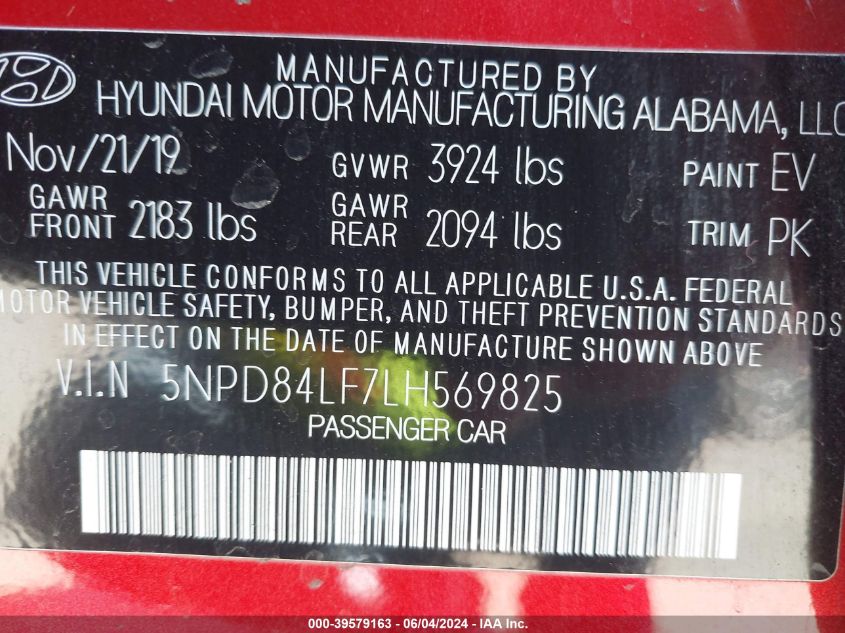 MANUFACTURED BY
HYUNDAI MOTOR MANUFACTURING ALABAMA, LLC
Nov/21/19 GVWR 3924 lbs PAINT EV
GAWR FRONT 2183 lbs GAWR REAR 2094 lbs TRIM PK
THIS VEHICLE CONFORMS TO ALL APPLICABLE U.S.A. FEDERAL
MOTOR VEHICLE SAFETY, BUMPER, AND THEFT PREVENTION STANDARDS
IN EFFECT ON THE DATE OF MANUFACTURE SHOWN ABOVE
V.I.N 5NPD84LF7LH569825
PASSENGER CAR
000-39579163 - 06/04/2024 - IAA Inc.